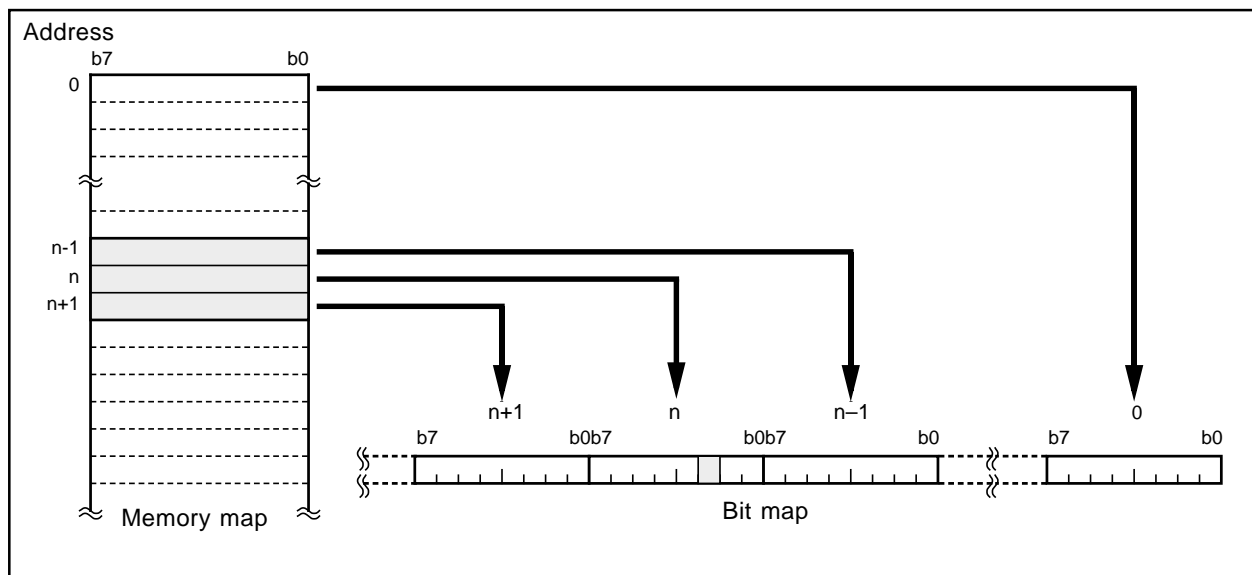 Address
b7 b0
0
n-1
n
n+1
n+1 n n–1 0
b7 b0b7 b0b7 b0 b7 b0
Memory map
Bit map